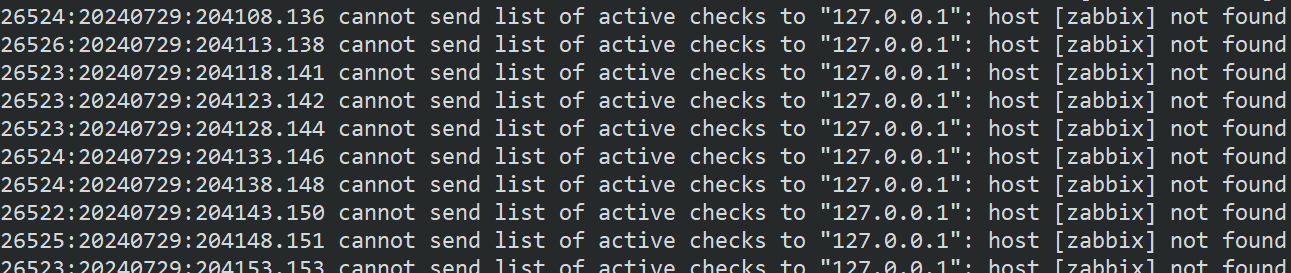 26524:20240729:204108.136 cannot send list of active checks to "127.0.0.1": host [zabbix] not found
26526:20240729:204113.138 cannot send list of active checks to "127.0.0.1": host [zabbix] not found
26523:20240729:204118.141 cannot send list of active checks to "127.0.0.1": host [zabbix] not found
26523:20240729:204123.142 cannot send list of active checks to "127.0.0.1": host [zabbix] not found
26523:20240729:204128.144 cannot send list of active checks to "127.0.0.1": host [zabbix] not found
26524:20240729:204133.146 cannot send list of active checks to "127.0.0.1": host [zabbix] not found
26524:20240729:204138.148 cannot send list of active checks to "127.0.0.1": host [zabbix] not found
26522:20240729:204143.150 cannot send list of active checks to "127.0.0.1": host [zabbix] not found
26525:20240729:204148.151 cannot send list of active checks to "127.0.0.1": host [zabbix] not found
26523:20240729:204153.153 cannot send list of active checks to "127.0.0.1": host [zabbix] not found